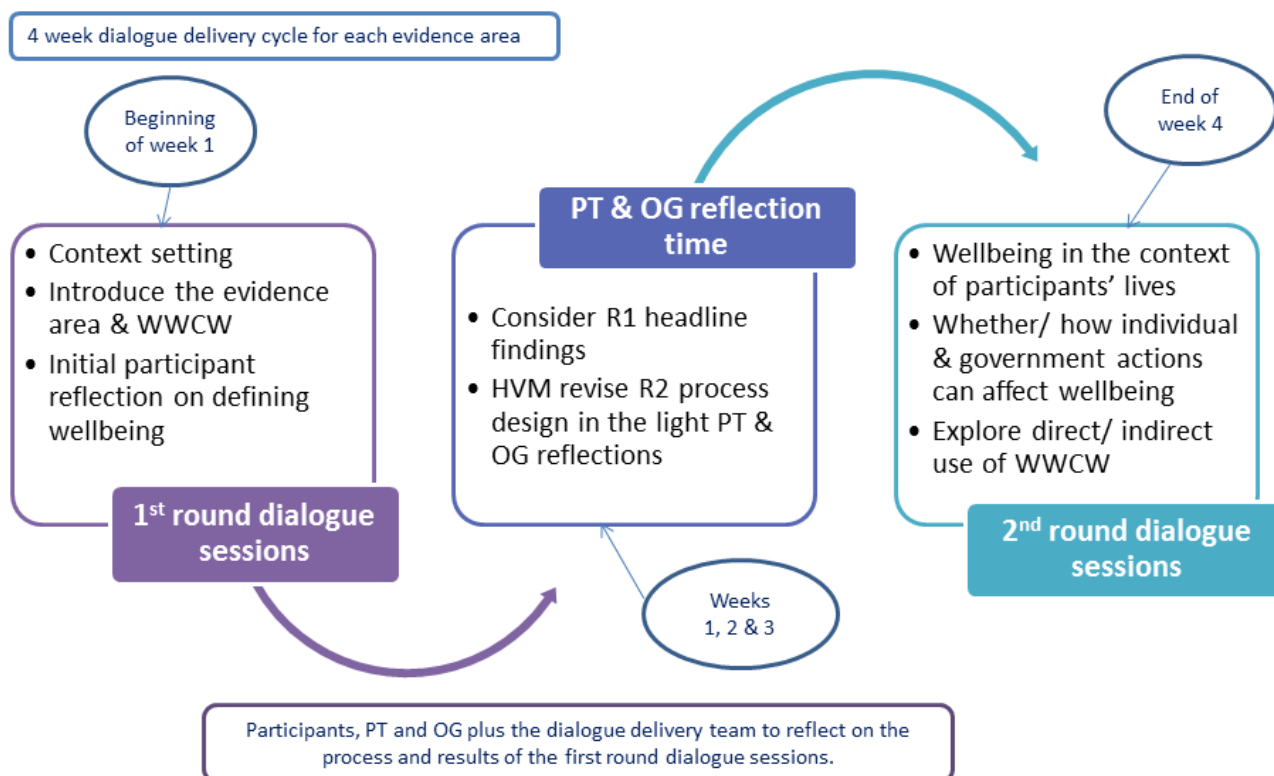 4 week dialogue delivery cycle for each evidence area
Beginning
of week 1
• Context setting
• Introduce the evidence
area & WWCW
• Initial participant
reflection on defining
wellbeing
1st round dialogue
sessions
PT & OG reflection
time
• Consider R1 headline
findings
• HVM revise R2 process
design in the light PT &
OG reflections
Weeks
1, 2 & 3
End of
week 4
• Wellbeing in the context
of participants’ lives
• Whether/ how individual
& government actions
can affect wellbeing
• Explore direct/ indirect
use of WWCW
2nd round dialogue
sessions
Participants, PT and OG plus the dialogue delivery team to reflect on the
process and results of the first round dialogue sessions.